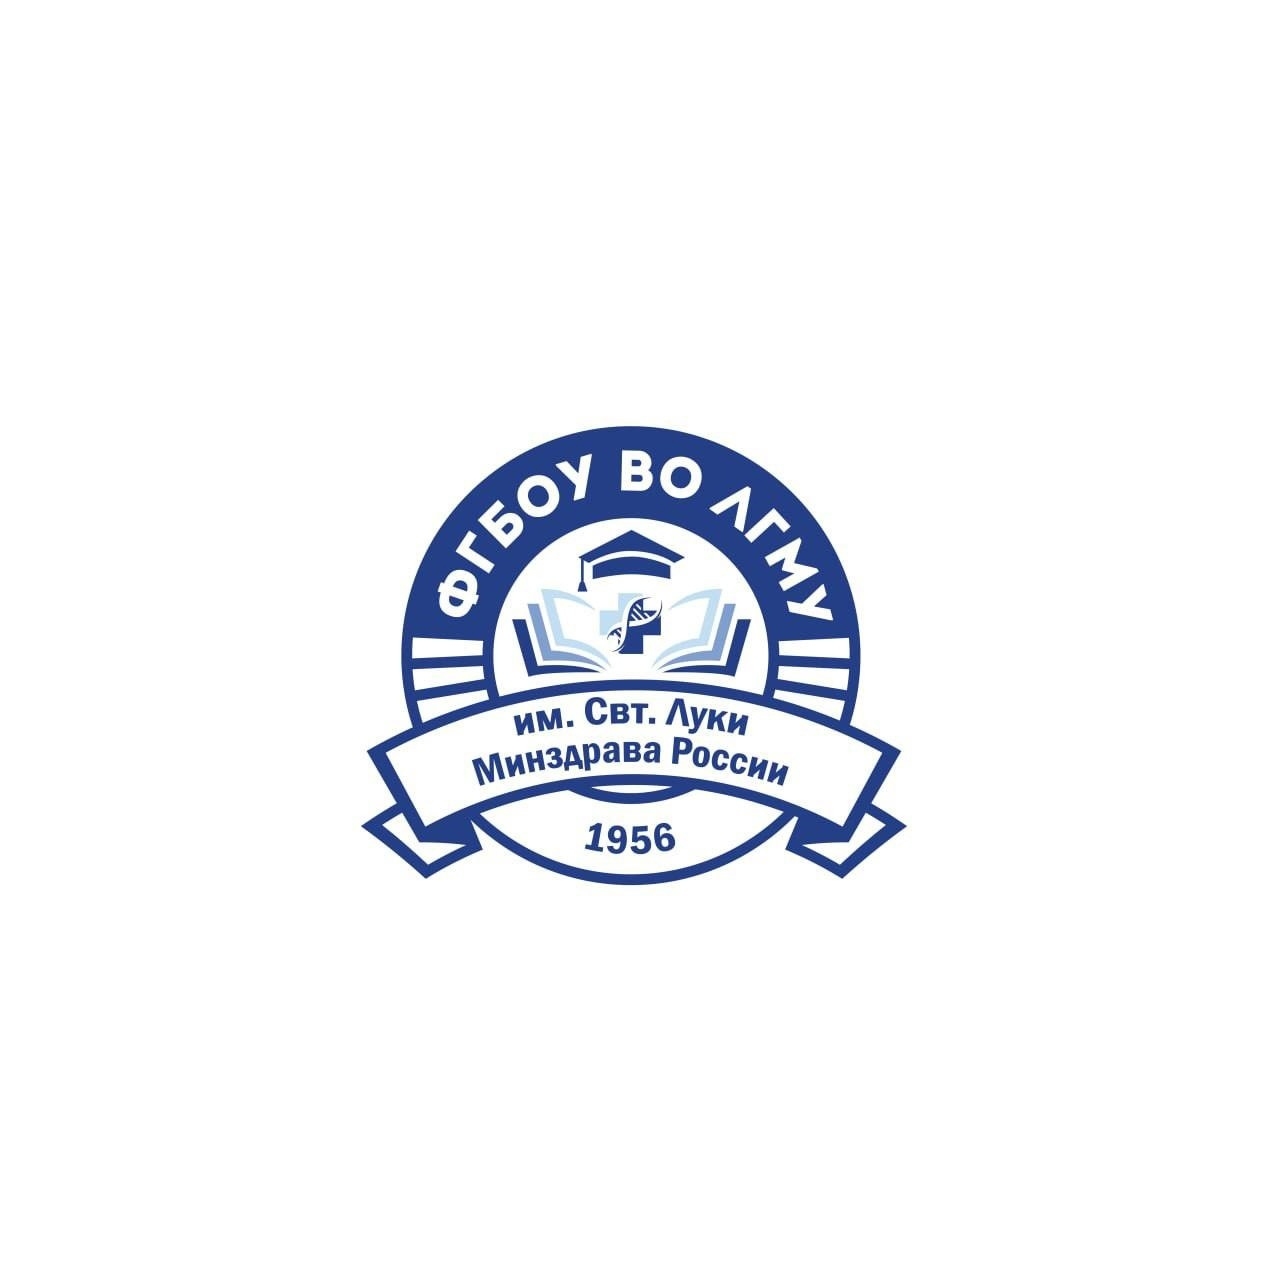 ФГБОУ ВО ЛГМУ
им. Свт. Луки
Минздрава России
1956